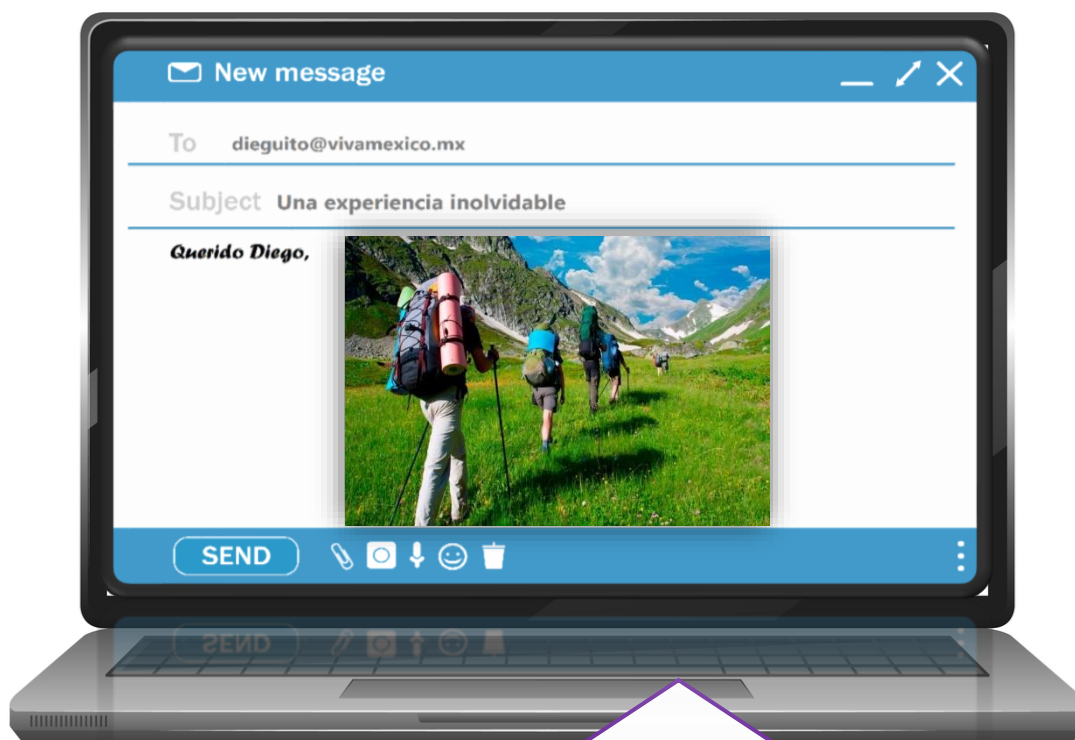 New message
To dieguito@vivamexico.mx
Subject Una experiencia inolvidable
Querido Diego,
SEND